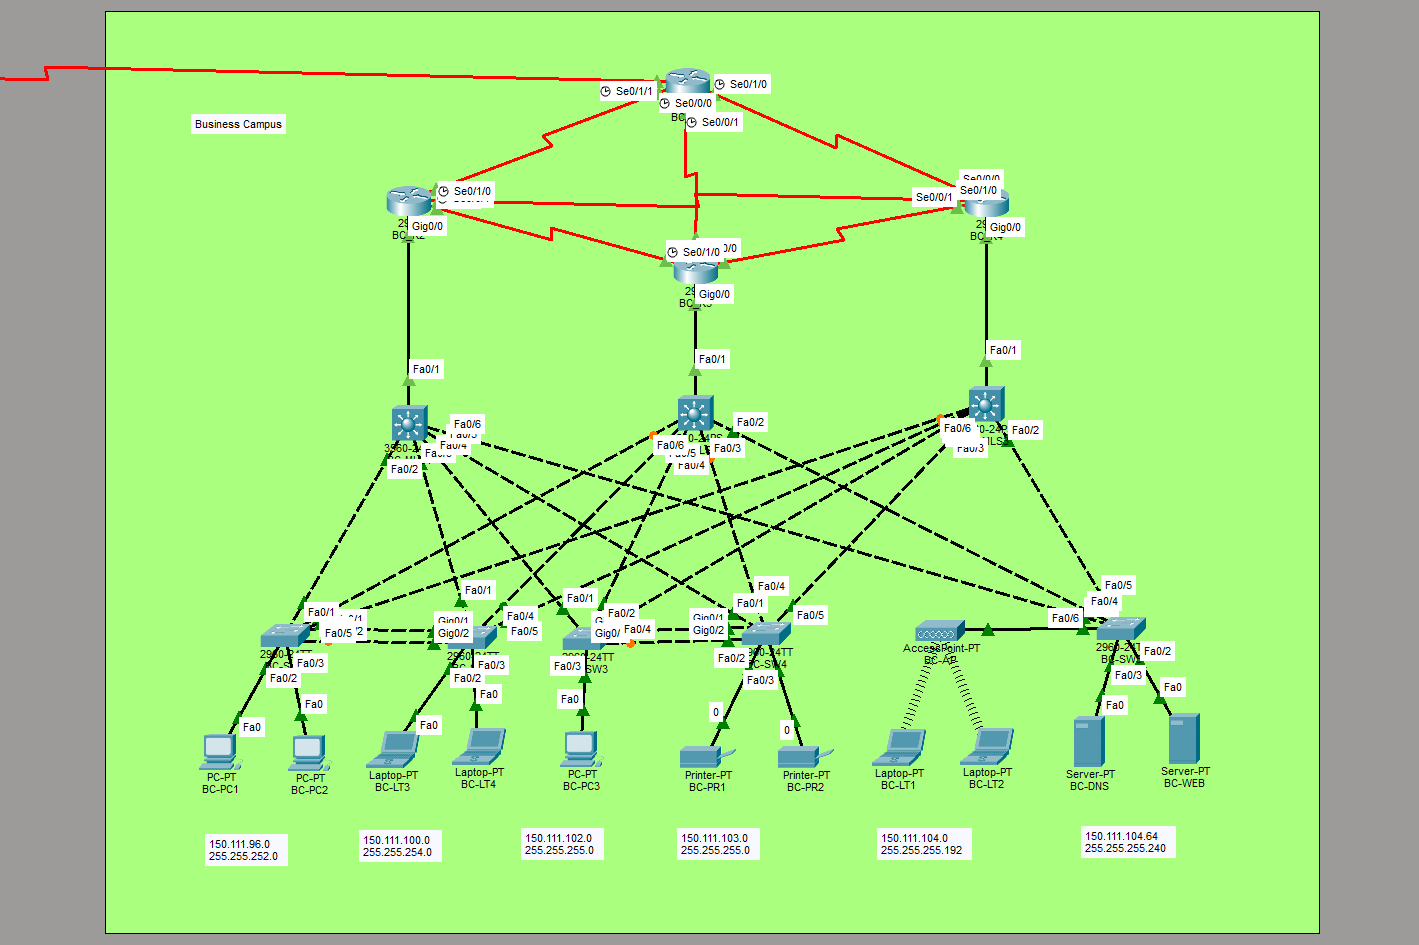 Se0/1/1
Se0/1/0
Se0/0/0
BC
Se0/0/1
Business Campus
Se0/1/0
Se0/0/1
Se0/1/0
Gig0/0
Gig0/0
Se0/1/0
0/0
Gig0/0
Fa0/1
Fa0/1
Fa0/1
Fa0/6
Fa0/4
Fa0/2
Fa0/2
Fa0/6
Fa0/3
Fa0/4
Fa0/6
Fa0/2
Fa0/3
Fa0/1
Fa0/5
Fa0/3
Fa0/2
Fa0/1
Gig0/1
Gig0/2
Fa0/4
Fa0/5
Fa0/3
Fa0/2
Fa0
Fa0/1
Fa0/2
Fa0/4
Fa0/3
Fa0
Fa0/4
Fa0/1
Gig0/1
Gig0/2
Fa0/5
Fa0/2
Fa0/3
AccessPoint-PT
BC-AP
Fa0/5
Fa0/4
Fa0/6
Fa0/2
Fa0/3
Fa0
Fa0
Fa0
Fa0
Fa0
0
0
PC-PT
BC-PC1
PC-PT
BC-PC2
Laptop-PT
BC-LT3
Laptop-PT
BC-LT4
PC-PT
BC-PC3
Printer-PT
BC-PR1
Printer-PT
BC-PR2
Laptop-PT
BC-LT1
Laptop-PT
BC-LT2
Server-PT
BC-DNS
Server-PT
BC-WEB
150.111.96.0
255.255.252.0
150.111.100.0
255.255.254.0
150.111.102.0
255.255.255.0
150.111.103.0
255.255.255.0
150.111.104.0
255.255.255.192
150.111.104.64
255.255.255.240